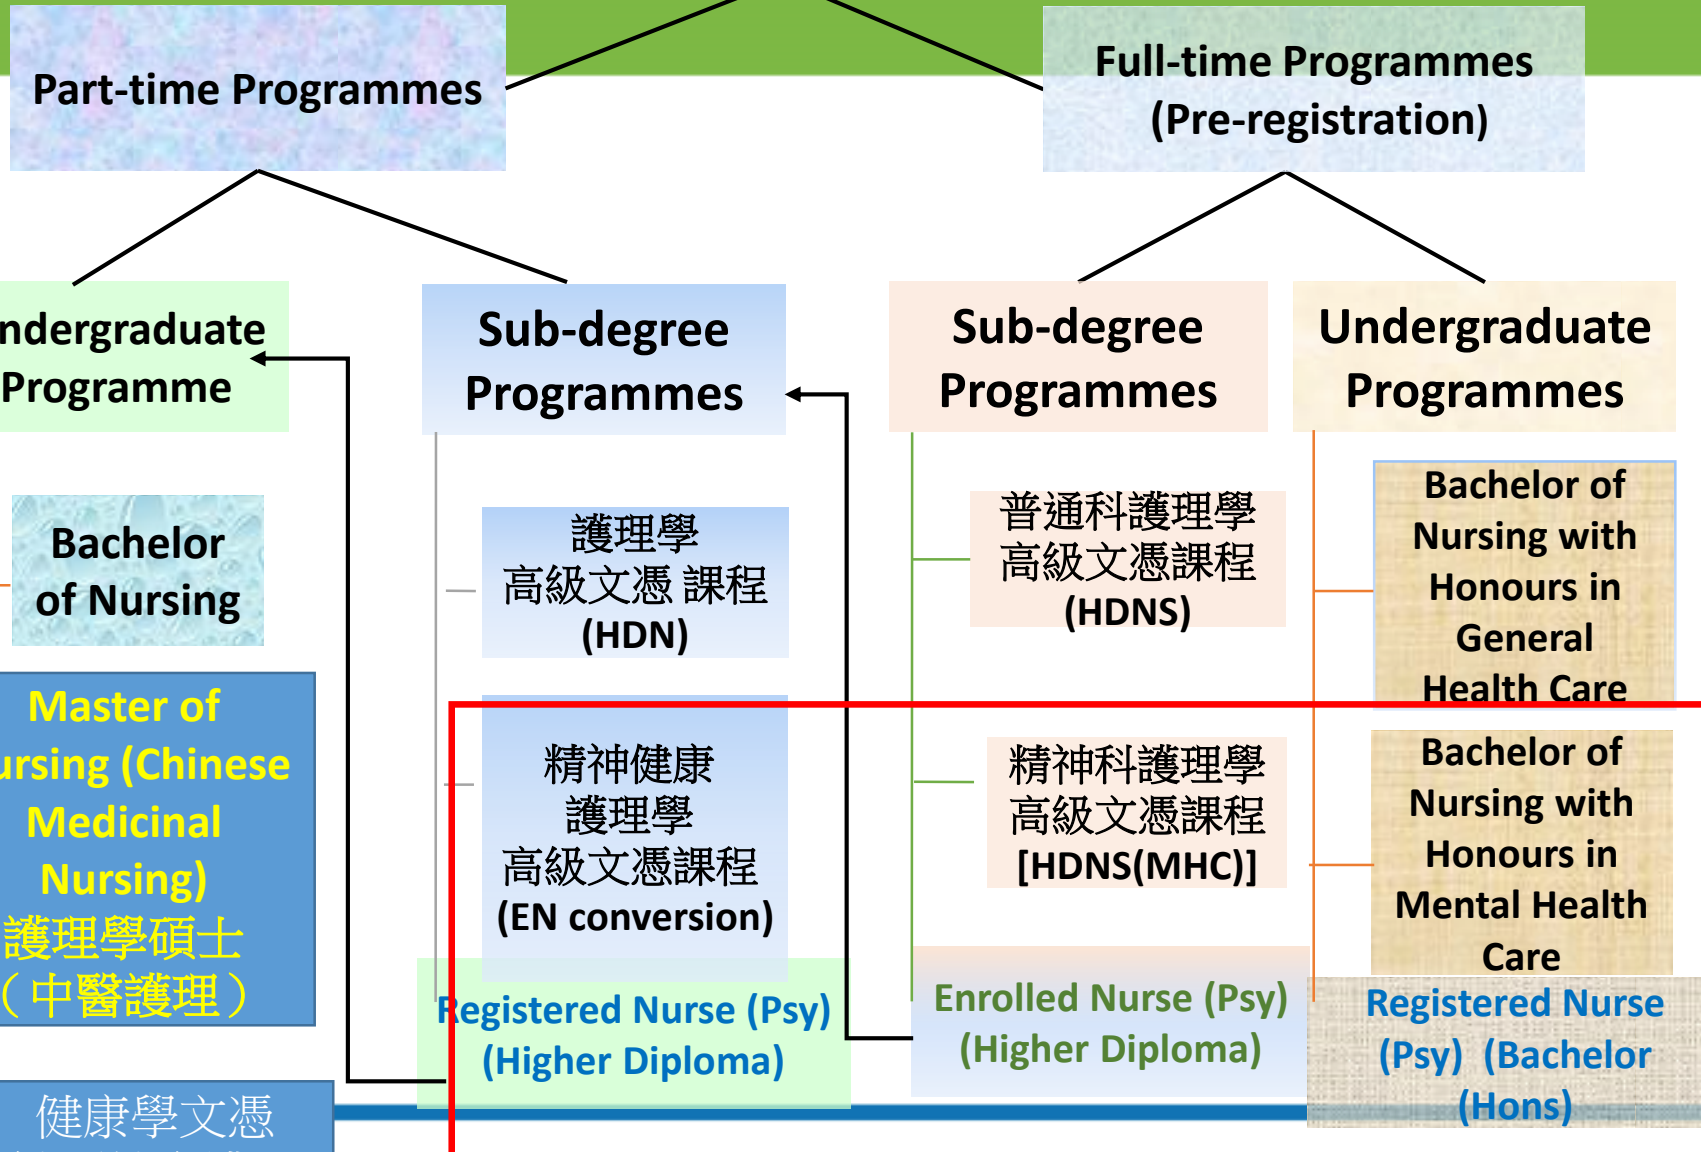 Part-time Programmes
Full-time Programmes
(Pre-registration)
ndergraduate
Programme
Sub-degree
Programmes
Sub-degree
Programmes
Undergraduate
Programmes
Bachelor
of Nursing
護理學
高級文憑 課程
(HDN)
普通科護理學
高級文憑課程
(HDNS)
Bachelor of
Nursing with
Honours in
General
Health Care
Master of
ursing (Chinese
Medicinal
Nursing)
護理學碩士
（中醫護理）
精神健康
護理學
高級文憑課程
(EN conversion)
精神科護理學
高級文憑課程
[HDNS(MHC)]
Bachelor of
Nursing with
Honours in
Mental Health
Care
Registered Nurse (Psy)
(Higher Diploma)
Enrolled Nurse (Psy)
(Higher Diploma)
Registered Nurse
(Psy) (Bachelor
(Hons)
健康學文憑